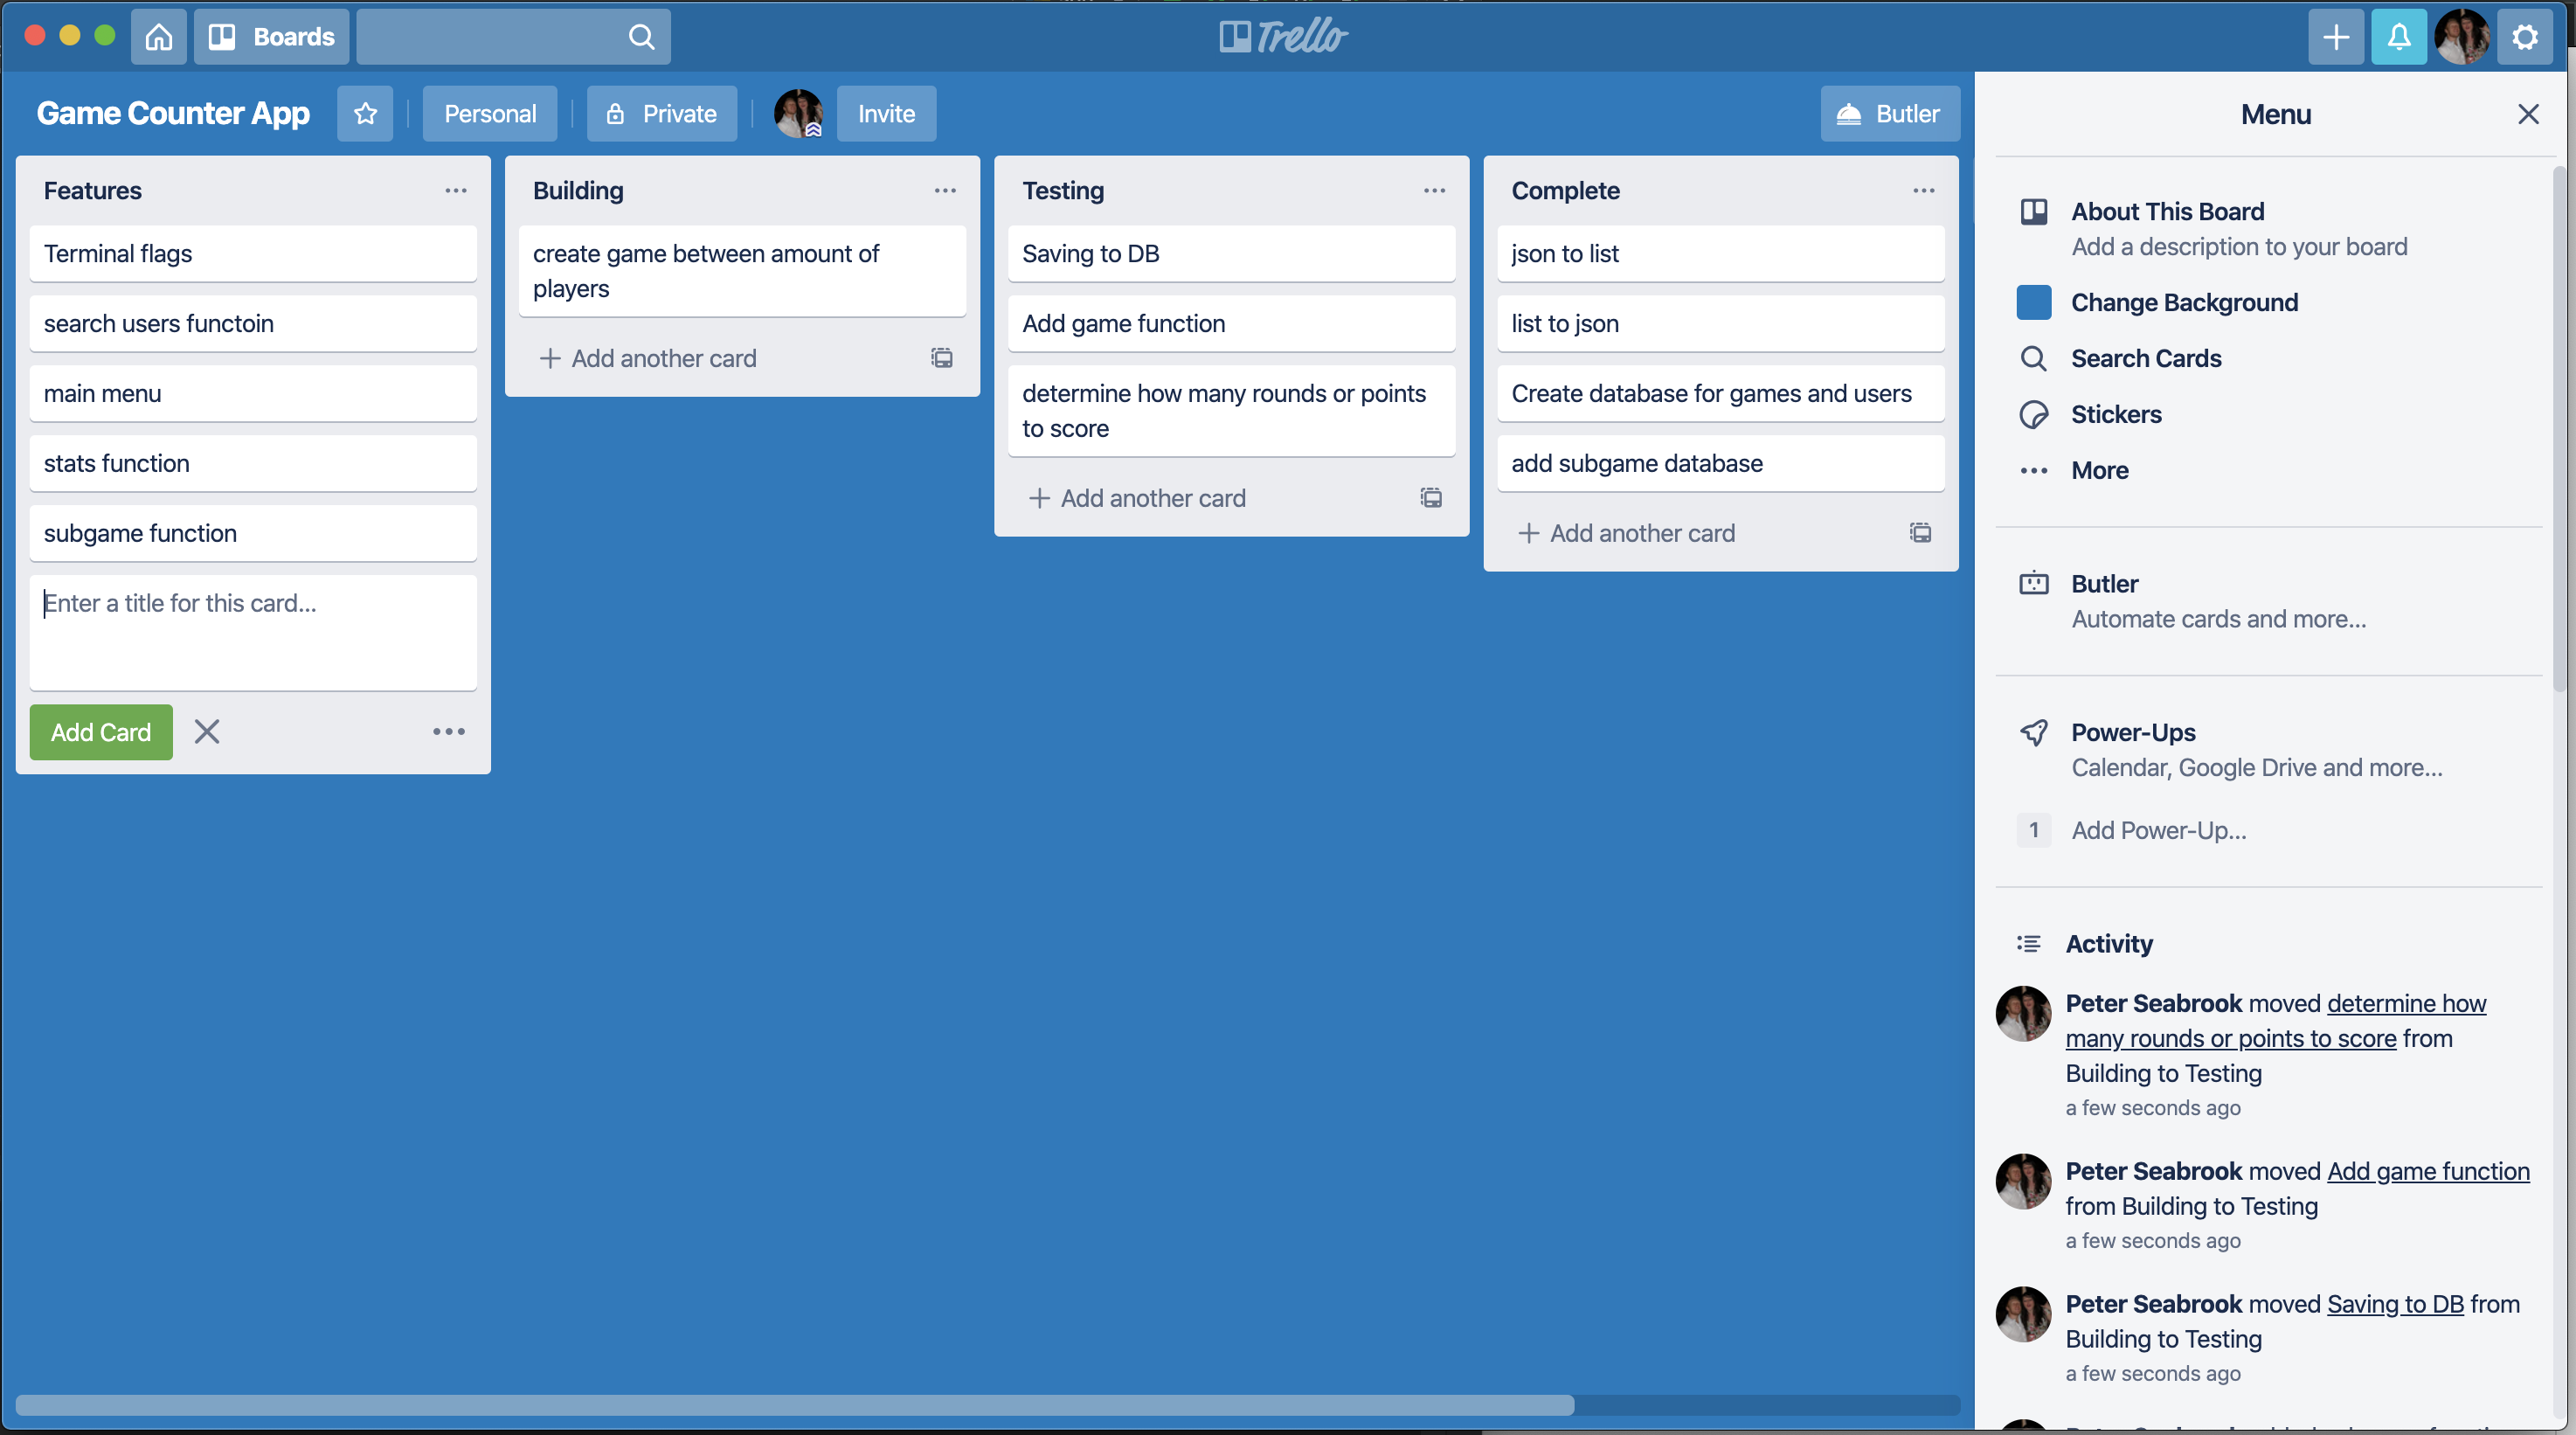 Boards
Trello
Game Counter App
Personal
Private
Invite
Butler
Features
Terminal flags
search users functoin
main menu
stats function
subgame function
Enter a title for this card...
Add Card
Building
create game between amount of
players
Add another card
Testing
Saving to DB
Add game function
determine how many rounds or points
to score
Add another card
Complete
json to list
list to json
Create database for games and users
add subgame database
Add another card
Menu
About This Board
Add a description to your board
Change Background
Search Cards
Stickers
More
Butler
Automate cards and more...
Power-Ups
Calendar, Google Drive and more...
1 Add Power-Up...
Activity
Peter Seabrook moved determine how
many rounds or points to score from
Building to Testing
a few seconds ago
Peter Seabrook moved Add game function
from Building to Testing
a few seconds ago
Peter Seabrook moved Saving to DB from
Building to Testing
a few seconds ago